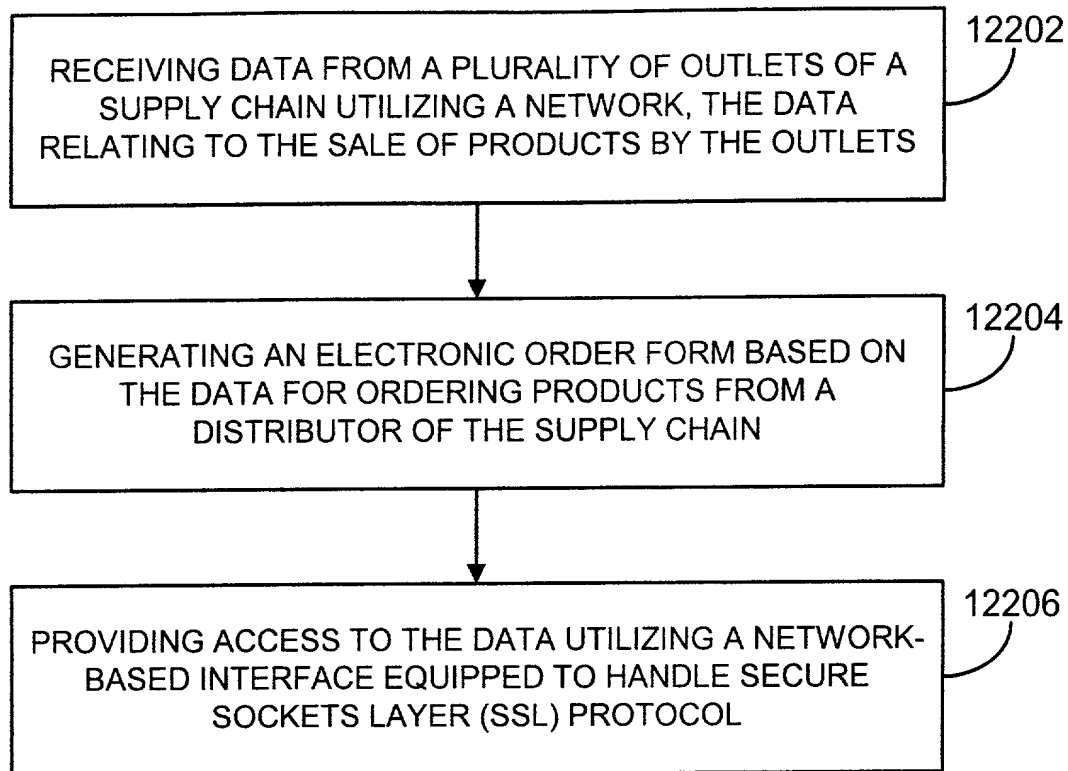 12202
RECEIVING DATA FROM A PLURALITY OF OUTLETS OF A
SUPPLY CHAIN UTILIZING A NETWORK, THE DATA
RELATING TO THE SALE OF PRODUCTS BY THE OUTLETS
12204
GENERATING AN ELECTRONIC ORDER FORM BASED ON
THE DATA FOR ORDERING PRODUCTS FROM A
DISTRIBUTOR OF THE SUPPLY CHAIN
12206
PROVIDING ACCESS TO THE DATA UTILIZING A NETWORK-
BASED INTERFACE EQUIPPED TO HANDLE SECURE
SOCKETS LAYER (SSL) PROTOCOL